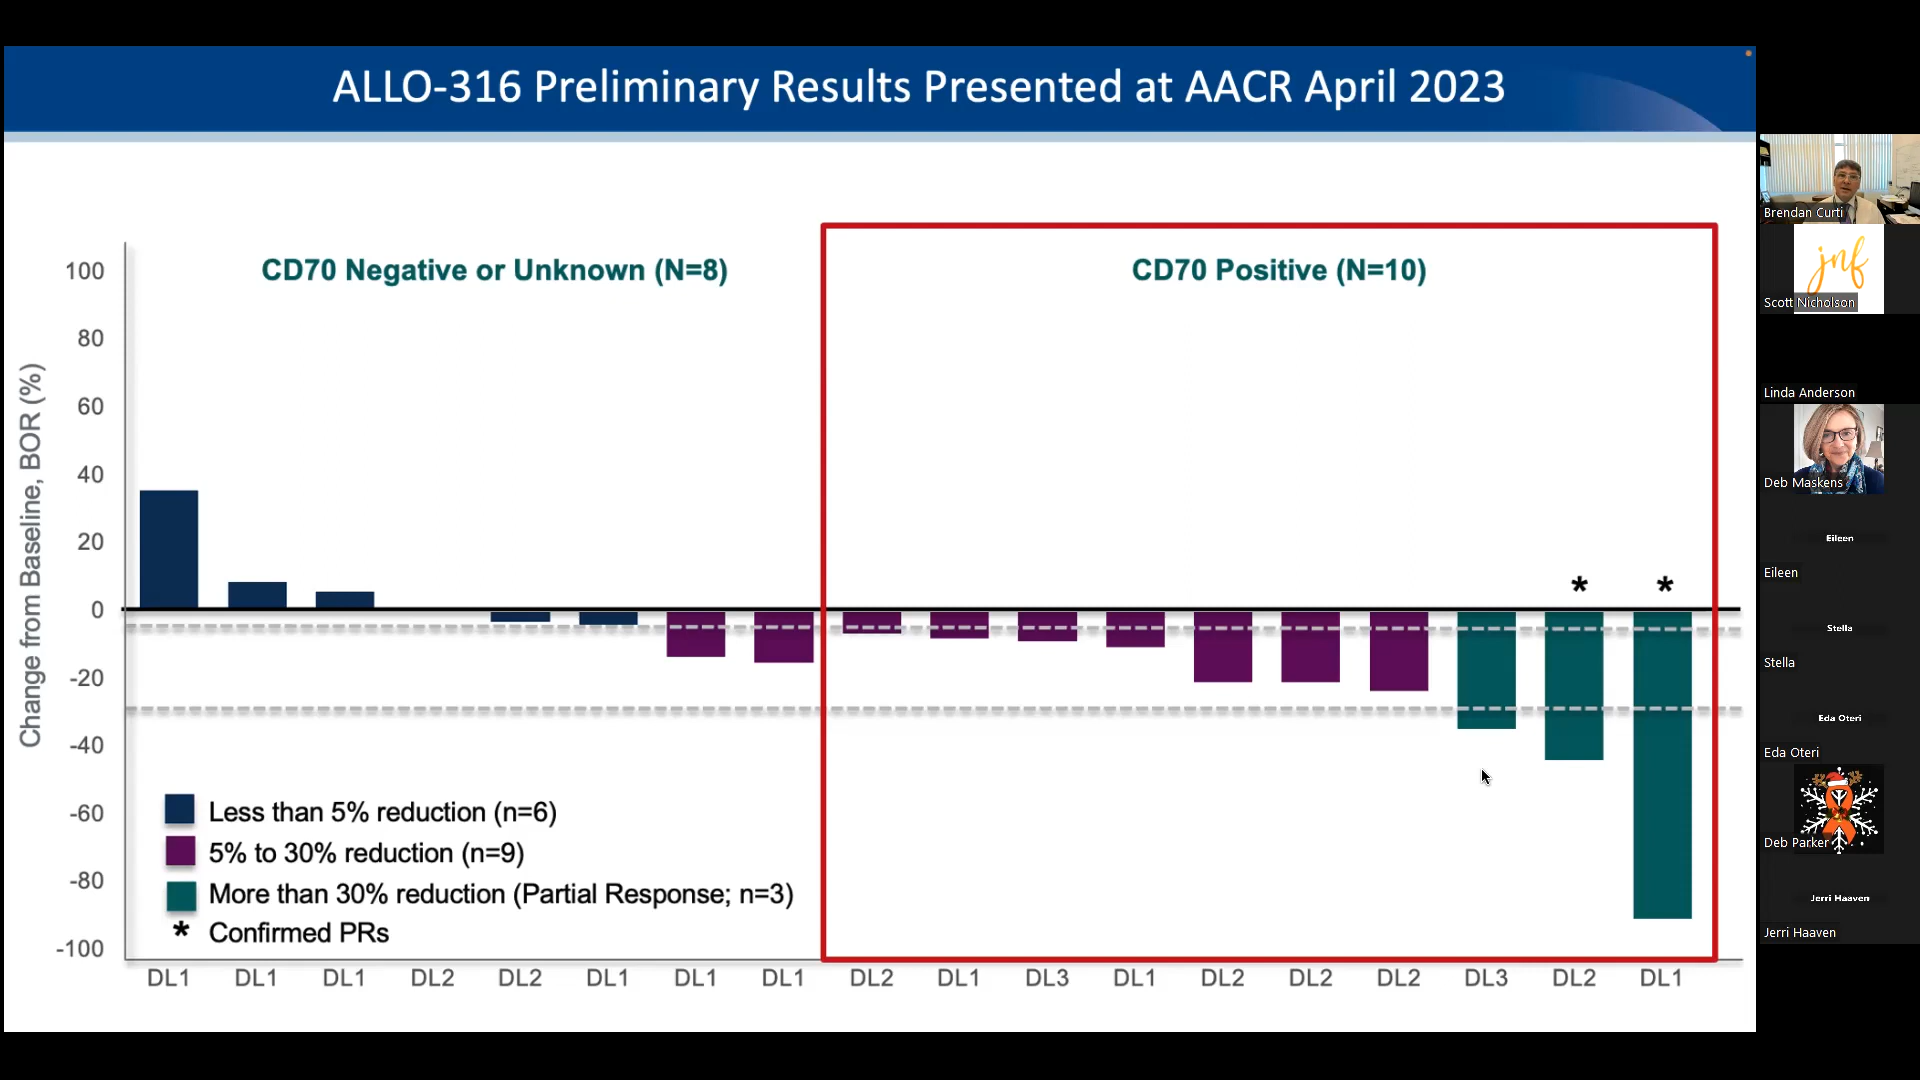 ALLO-316 Preliminary Results Presented at AACR April 2023
CD70 Negative or Unknown (N=8)
CD70 Positive (N=10)
Change from Baseline, BOR (%)
100
80
60
40
20
0
-20
-40
-60
-80
-100
* *
Less than 5% reduction (n=6)
5% to 30% reduction (n=9)
More than 30% reduction (Partial Response; n=3)
* Confirmed PRs
DL1 DL1 DL1 DL2 DL2 DL1 DL1 DL1 DL2 DL1 DL3 DL1 DL2 DL2 DL2 DL3 DL2 DL1
Brendan Curti
jnf
Scott Nicholson
Linda Anderson
Deb Maskens
Eileen
Eileen
Stella
Stella
Eda Oteri
Eda Oteri
Deb Parker
Jerri Haaven
Jerri Haaven